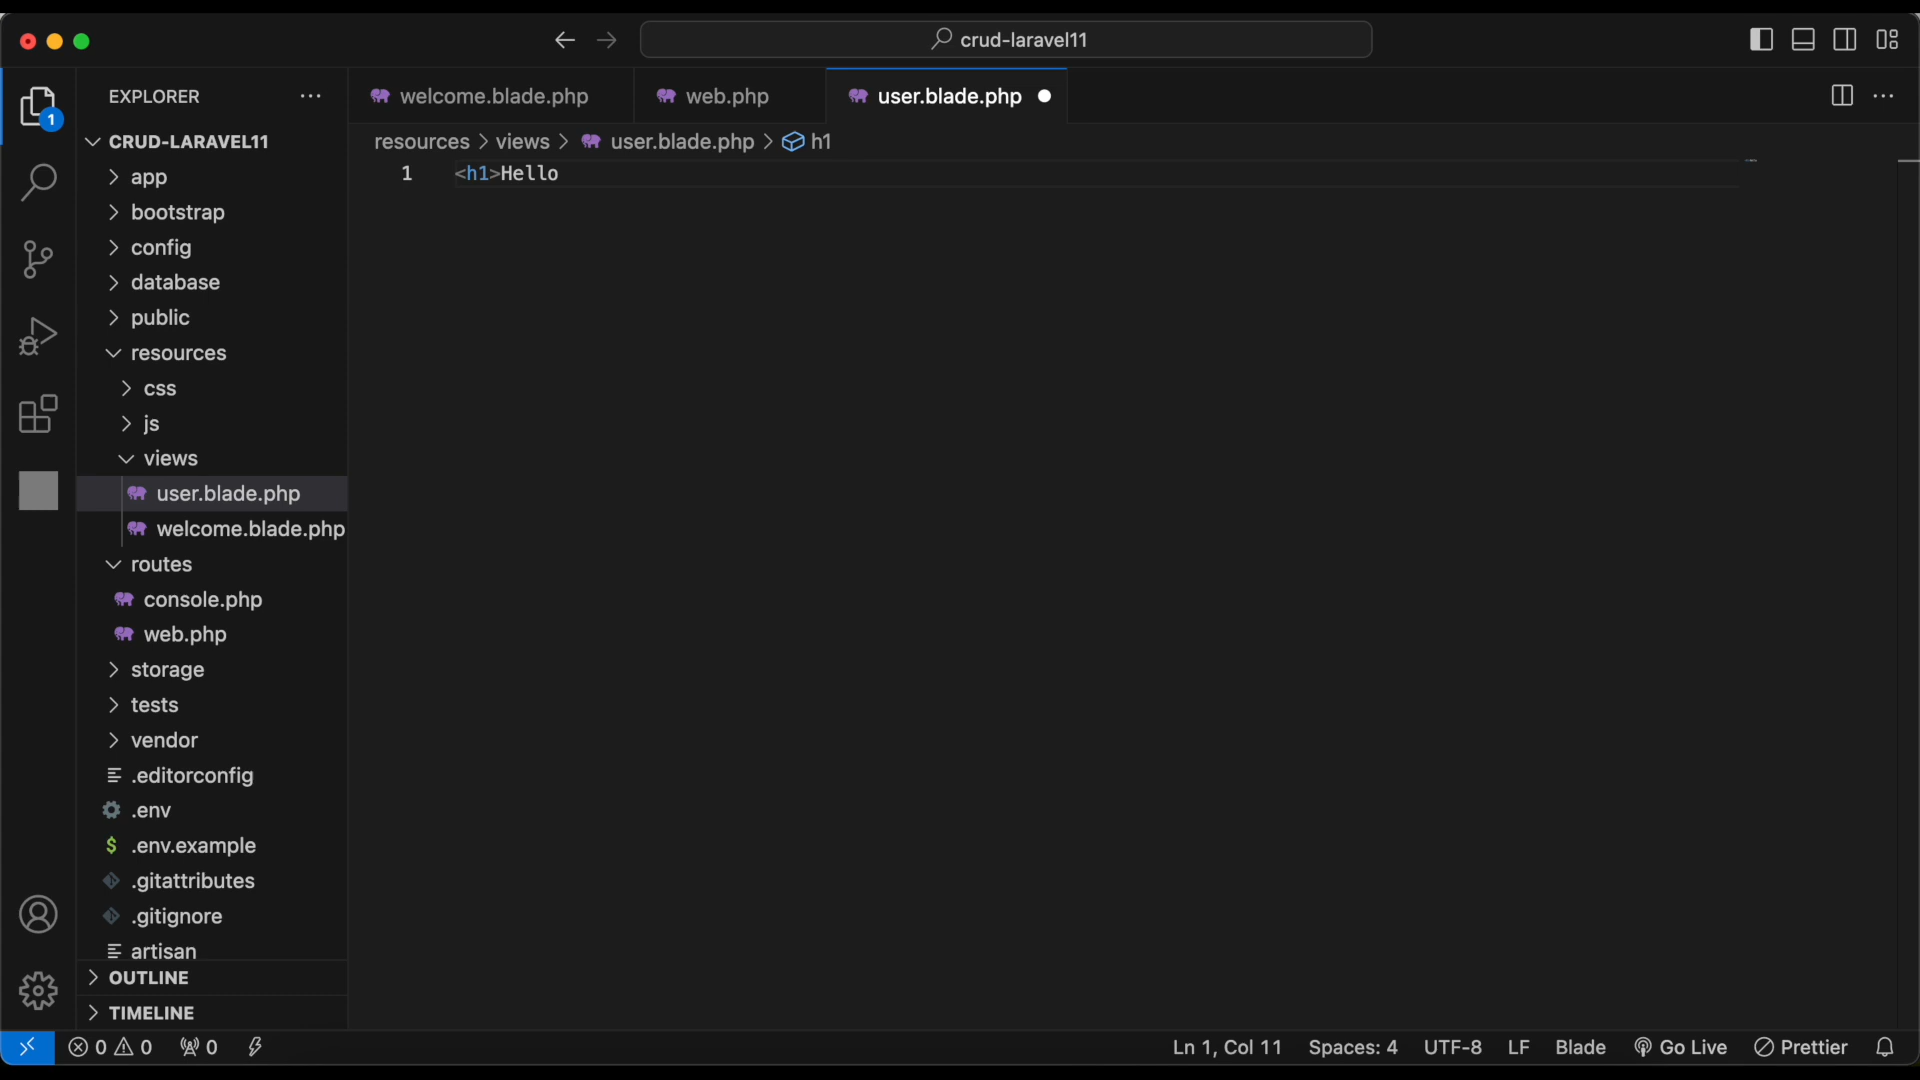 crud-laravel11
EXPLORER
welcome.blade.php
web.php
user.blade.php
1
CRUD-LARAVEL11
resources > views > user.blade.php > h1
1 <h1>Hello
app
bootstrap
config
database
public
resources
css
js
views
user.blade.php
welcome.blade.php
routes
console.php
web.php
storage
tests
vendor
.editorconfig
.env
$ .env.example
.gitattributes
.gitignore
artisan
OUTLINE
TIMELINE
0 0 0 Ln 1, Col 11 Spaces: 4 UTF-8 LF Blade Go Live Prettier